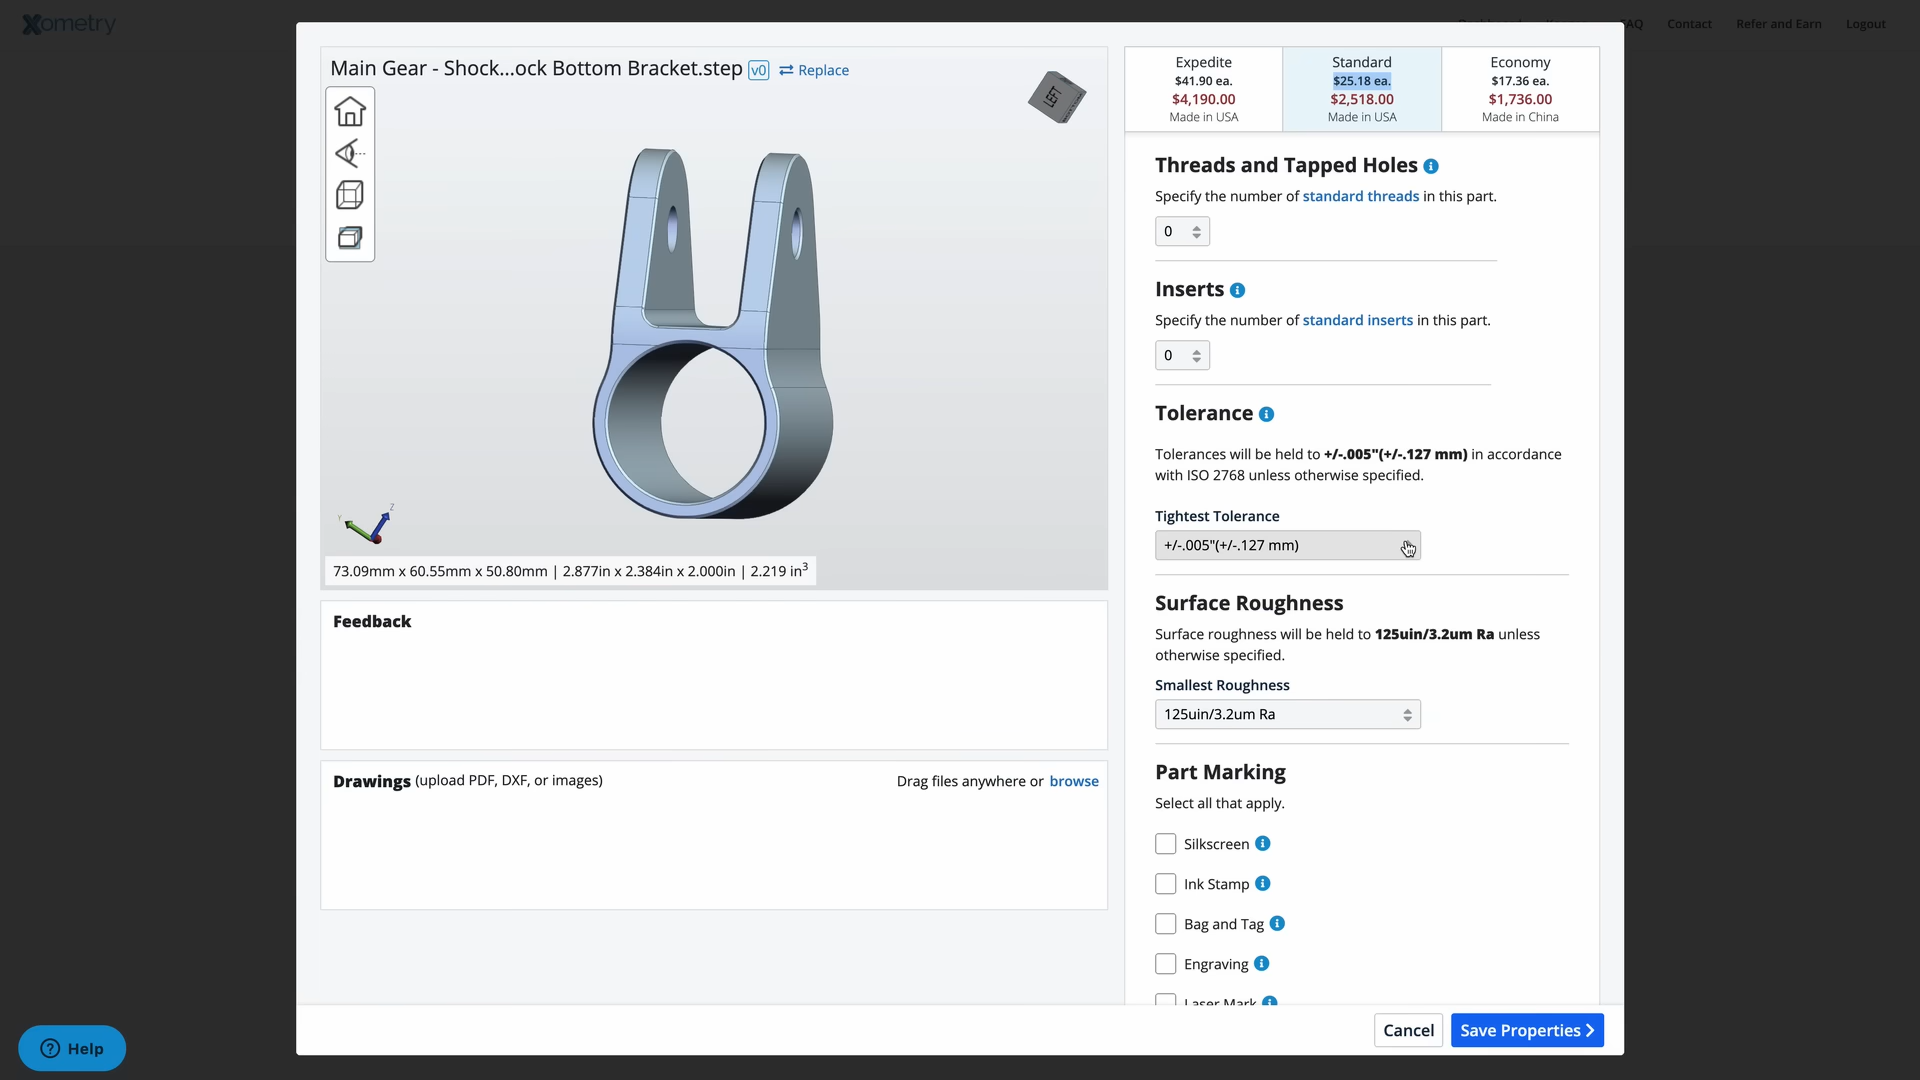 Xometry
FAQ
Contact
Refer and Earn
Logout
Main Gear - Shock...ock Bottom Bracket.step v0 Replace
LEFT
Y
Z
73.09mm x 60.55mm x 50.80mm | 2.877in x 2.384in x 2.000in | 2.219 in³
Feedback
Drawings (upload PDF, DXF, or images)
Drag files anywhere or browse
Expedite
$41.90 ea.
$4,190.00
Made in USA
Standard
$25.18 ea.
$2,518.00
Made in USA
Economy
$17.36 ea.
$1,736.00
Made in China
Threads and Tapped Holes
Specify the number of standard threads in this part.
0
Inserts
Specify the number of standard inserts in this part.
0
Tolerance
Tolerances will be held to +/-.005"(+/-.127 mm) in accordance
with ISO 2768 unless otherwise specified.
Tightest Tolerance
+/-.005"(+/-.127 mm)
Surface Roughness
Surface roughness will be held to 125uin/3.2um Ra unless
otherwise specified.
Smallest Roughness
125uin/3.2um Ra
Part Marking
Select all that apply.
Silkscreen
Ink Stamp
Bag and Tag
Engraving
Laser Mark
Cancel
Save Properties
Help